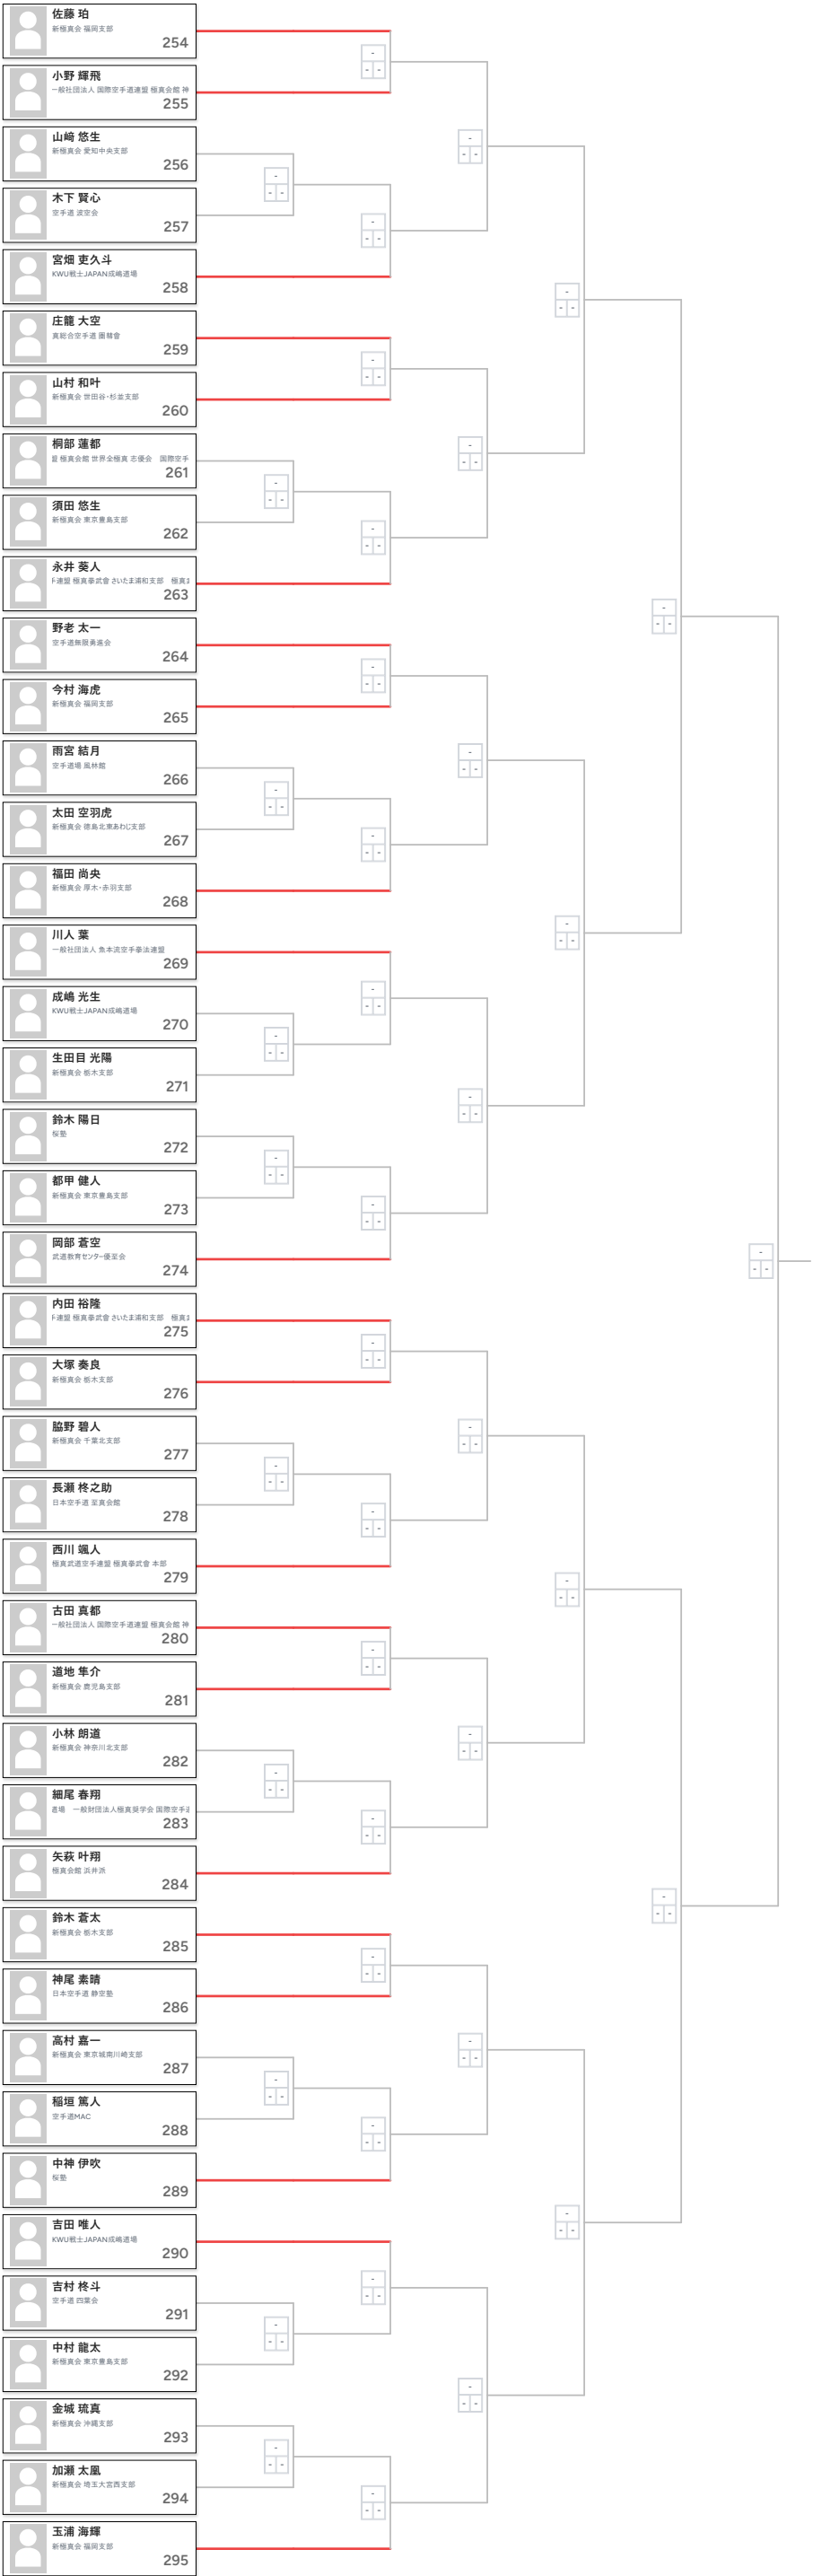 佐藤 珀
新極真会 福岡支部
254
小野 輝飛
一般社団法人 国際空手道連盟 極真会館 神
255
山﨑 悠生
新極真会 愛知中央支部
256
木下 賢心
空手道 波空会
257
宮畑 吏久斗
KWU戦士JAPAN成嶋道場
258
庄籠 大空
真総合空手道 圏輝會
259
山村 和叶
新極真会 世田谷・杉並支部
260
桐部 蓮都
盟 極真会館 世界全極真 志優会　国際空手
261
須田 悠生
新極真会 東京豊島支部
262
永井 葵人
手連盟 極真拳武會 さいたま浦和支部　極真
263
野老 太一
空手道無限勇進会
264
今村 海虎
新極真会 福岡支部
265
雨宮 結月
空手道場 風林館
266
太田 空羽虎
新極真会 徳島北東あわじ支部
267
福田 尚央
新極真会 厚木・赤羽支部
268
川人 葉
一般社団法人 魚本流空手拳法連盟
269
成嶋 光生
KWU戦士JAPAN成嶋道場
270
生田目 光陽
新極真会 栃木支部
271
鈴木 陽日
桜塾
272
都甲 健人
新極真会 東京豊島支部
273
岡部 蒼空
武道教育センター優至会
274
内田 裕隆
手連盟 極真拳武會 さいたま浦和支部　極真
275
大塚 奏良
新極真会 栃木支部
276
脇野 碧人
新極真会 千葉北支部
277
長瀬 柊之助
日本空手道 至真会館
278
西川 颯人
極真武道空手連盟 極真拳武會 本部
279
古田 真都
一般社団法人 国際空手道連盟 極真会館 神
280
道地 隼介
新極真会 鹿児島支部
281
小林 朗道
新極真会 神奈川北支部
282
細尾 春翔
道場　一般財団法人極真奨学会 国際空手道
283
矢萩 叶翔
極真会館 浜井派
284
鈴木 蒼太
新極真会 栃木支部
285
神尾 素晴
日本空手道 静空塾
286
高村 嘉一
新極真会 東京城南川崎支部
287
稲垣 篤人
空手道MAC
288
中神 伊吹
桜塾
289
吉田 唯人
KWU戦士JAPAN成嶋道場
290
吉村 柊斗
空手道 四葉会
291
中村 龍太
新極真会 東京豊島支部
292
金城 琉真
新極真会 沖縄支部
293
加瀬 太凰
新極真会 埼玉大宮西支部
294
玉浦 海輝
新極真会 福岡支部
295